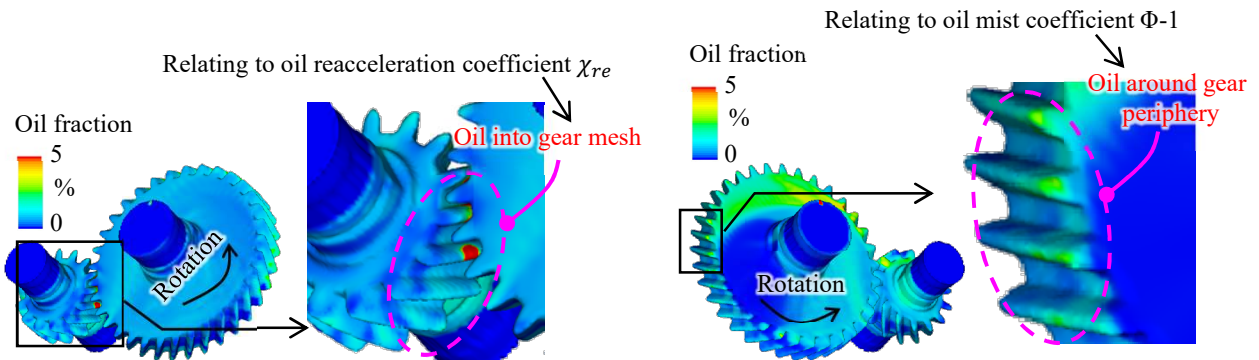 Relating to oil reacceleration coefficient χre
Oil fraction
5
%
0
Oil into gear mesh
Rotation
Relating to oil mist coefficient Φ-1
Oil fraction
5
%
0
Oil around gear
periphery
Rotation